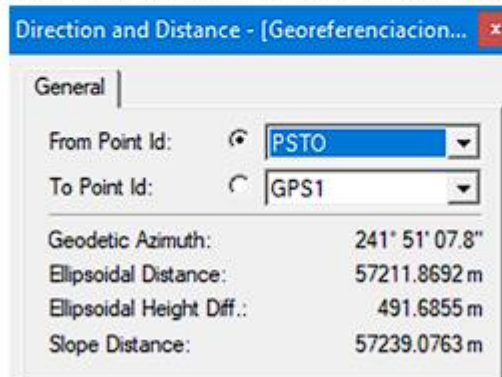 Direction and Distance - [Georeferenciacion...
General
From Point Id: PSTO
To Point Id: GPS1
Geodetic Azimuth: 241° 51' 07.8"
Ellipsoidal Distance: 57211.8692 m
Ellipsoidal Height Diff.: 491.6855 m
Slope Distance: 57239.0763 m